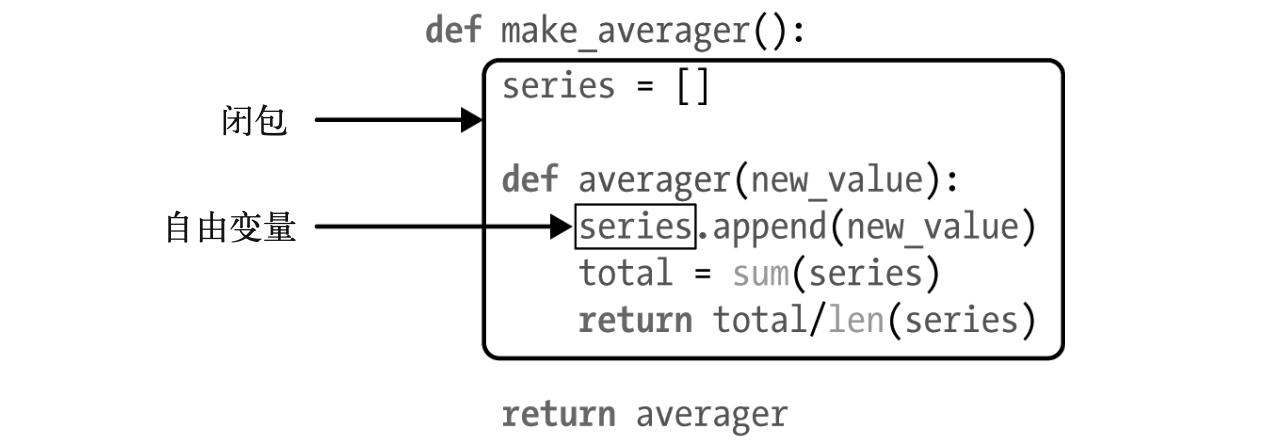 def make_averager():
series = []
闭包
def averager(new_value):
自由变量 series.append(new_value)
total = sum(series)
return total/len(series)
return averager